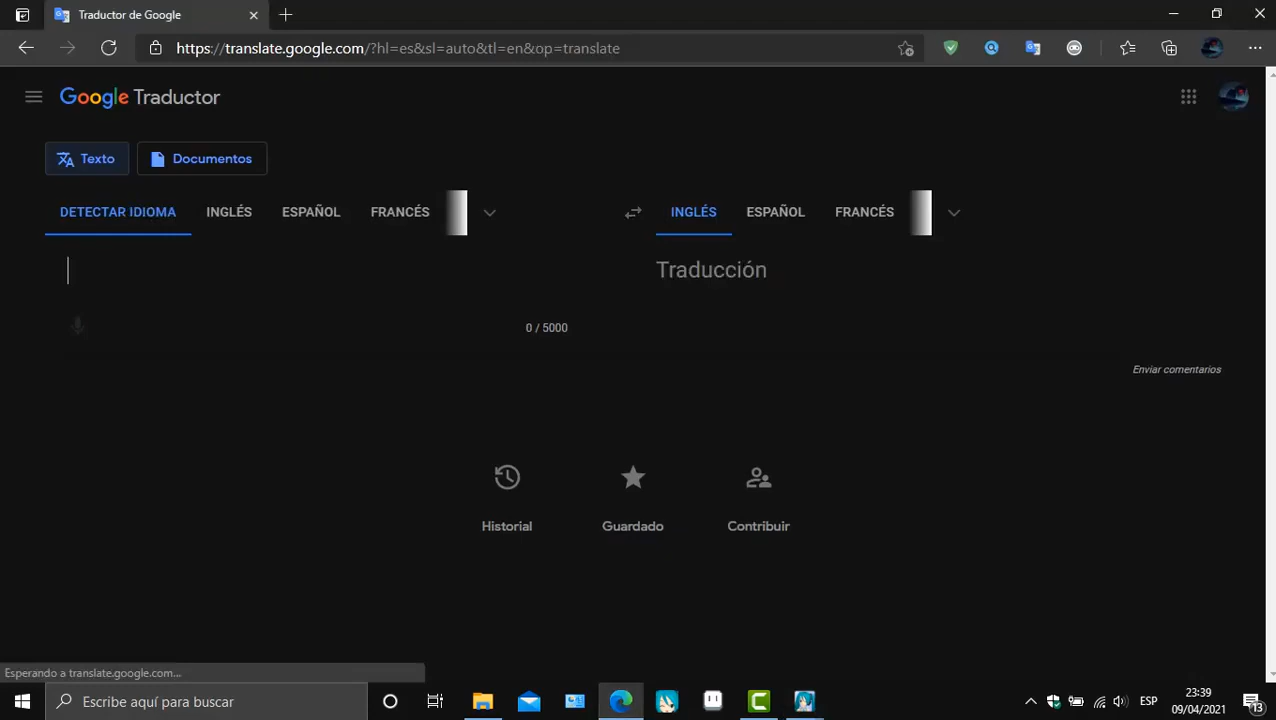 Traductor de Google
https://translate.google.com/?hl=es&sl=auto&tl=en&op=translate
Google Traductor
Texto
Documentos
DETECTAR IDIOMA INGLÉS ESPAÑOL FRANCÉS
INGLÉS ESPAÑOL FRANCÉS
Traducción
0 / 5000
Enviar comentarios
Historial
Guardado
Contribuir
Esperando a translate.google.com...
Escribe aquí para buscar
ESP
23:39
09/04/2021
13